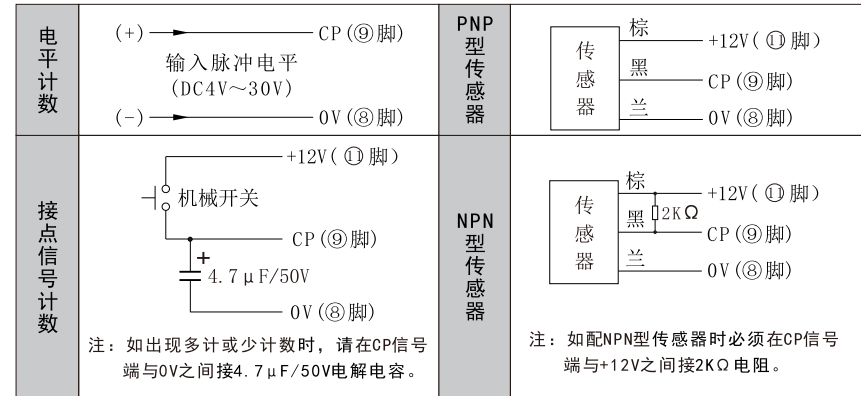 电平计数
(+) CP(⑨脚)
输入脉冲电平
(DC4V～30V)
(-) 0V(⑧脚)
PNP型传感器
传感器
棕 +12V(⑪脚)
黑 CP(⑨脚)
兰 0V(⑧脚)
接点信号计数
+12V(⑪脚)
机械开关
CP(⑨脚)
+
4.7μF/50V
0V(⑧脚)
注：如出现多计或少计数时，请在CP信号
端与0V之间接4.7μF/50V电解电容。
NPN型传感器
传感器
棕 +12V(⑪脚)
2KΩ
黑 CP(⑨脚)
兰 0V(⑧脚)
注：如配NPN型传感器时必须在CP信号
端与+12V之间接2KΩ电阻。